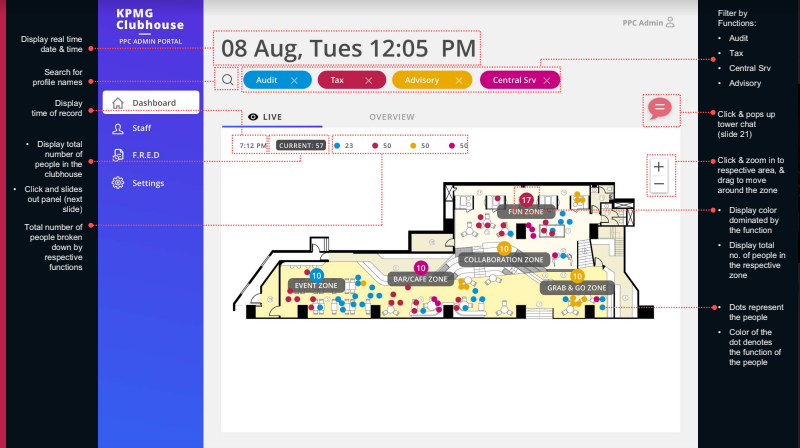 KPMG
Clubhouse
PPC ADMIN PORTAL
Dashboard
Staff
F.R.E.D
Settings
Display real time
date & time
Search for
profile names
Display
time of record
• Display total
number of
people in the
clubhouse
• Click and slides
out panel (next
slide)
Total number of
people broken
down by
respective
functions
PPC Admin
08 Aug, Tues 12:05 PM
Audit ×
Tax ×
Advisory ×
Central Srv ×
LIVE
OVERVIEW
7:12 PM
CURRENT: 57
23
50
50
50
+
−
17
FUN ZONE
10
COLLABORATION ZONE
10
BAR/CAFE ZONE
10
EVENT ZONE
10
GRAB & GO ZONE
Filter by
Functions:
• Audit
• Tax
• Central Srv
• Advisory
Click & pops up
tower chat
(slide 21)
Click & zoom in to
respective area, &
drag to move
around the zone
• Display color
dominated by
the function
• Display total
no. of people in
the respective
zone
• Dots represent
the people
• Color of the
dot denotes
the function of
the people